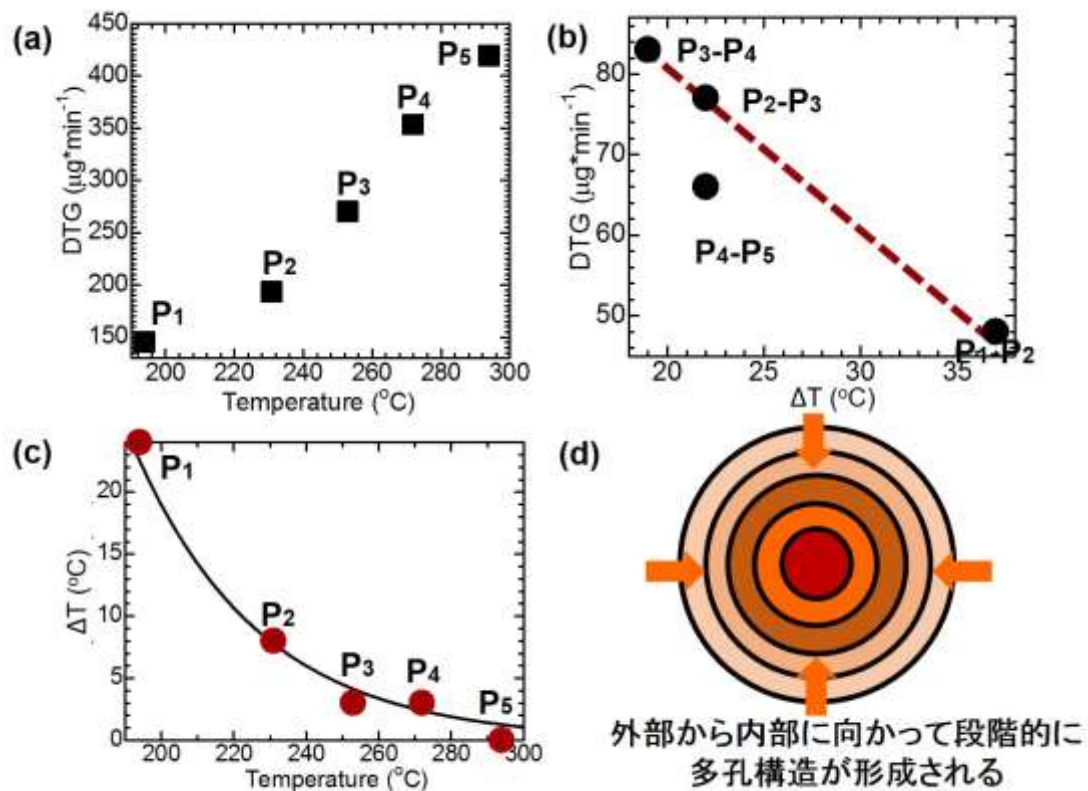 (a)
450
400
350
300
250
200
150
DTG (μg*min⁻¹)
P₁
P₂
P₃
P₄
P₅
200 220 240 260 280 300
Temperature (°C)
(b)
80
70
60
50
DTG (μg*min⁻¹)
P₃-P₄
P₂-P₃
P₄-P₅
P₁-P₂
20 25 30 35
ΔT (°C)
(c)
20
15
10
5
0
ΔT (°C)
P₁
P₂
P₃
P₄
P₅
200 220 240 260 280 300
Temperature (°C)
(d)
外部から内部に向かって段階的に
多孔構造が形成される